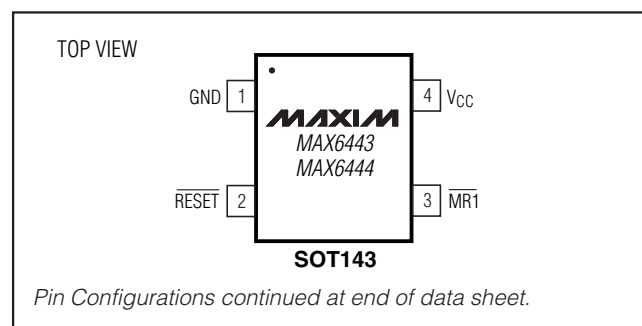 TOP VIEW
GND 1
4 VCC
MAXIM
MAX6443
MAX6444
RESET 2
3 MR1
SOT143
Pin Configurations continued at end of data sheet.